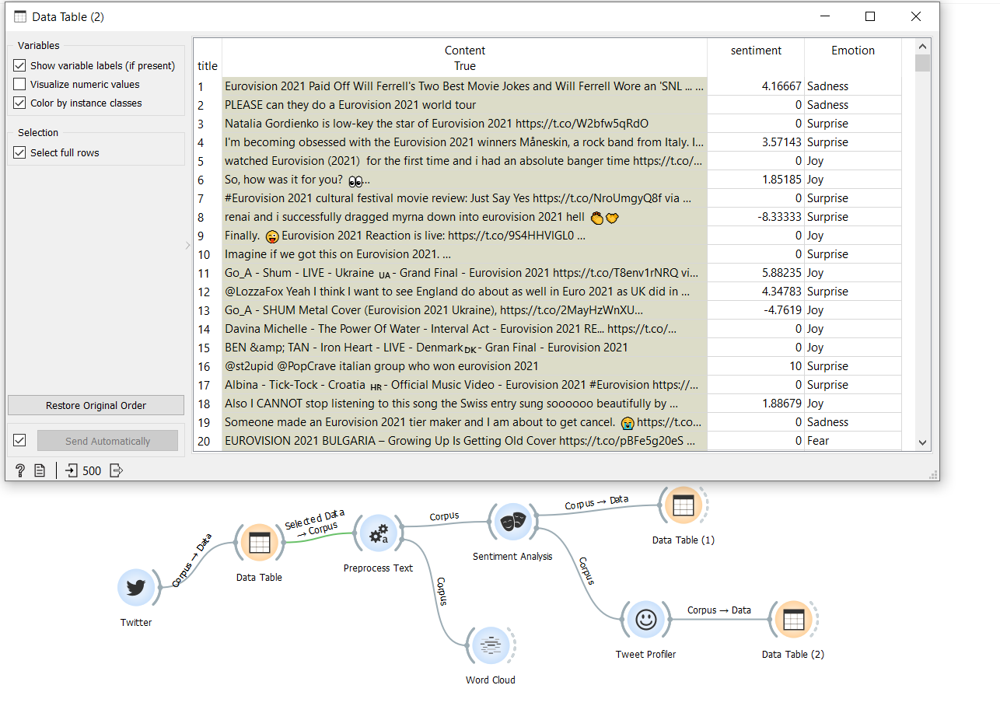 Data Table (2)
Variables
Show variable labels (if present)
Visualize numeric values
Color by instance classes
Selection
Select full rows
Restore Original Order
Send Automatically
500
title Content True sentiment Emotion
1 Eurovision 2021 Paid Off Will Ferrell's Two Best Movie Jokes and Will Ferrell Wore an 'SNL ... ... 4.16667 Sadness
2 PLEASE can they do a Eurovision 2021 world tour 0 Sadness
3 Natalia Gordienko is low-key the star of Eurovision 2021 https://t.co/W2bfw5qRdO 0 Surprise
4 I'm becoming obsessed with the Eurovision 2021 winners Måneskin, a rock band from Italy. I... 3.57143 Surprise
5 watched Eurovision (2021) for the first time and i had an absolute banger time https://t.co/... 0 Joy
6 So, how was it for you? 👀... 1.85185 Joy
7 #Eurovision 2021 cultural festival movie review: Just Say Yes https://t.co/NroUmgyQ8f via ... 0 Surprise
8 renai and i successfully dragged myrna down into eurovision 2021 hell -8.33333 Surprise
9 Finally. 😜 Eurovision 2021 Reaction is live: https://t.co/9S4HHVIGL0 ... 0 Joy
10 Imagine if we got this on Eurovision 2021. ... 0 Surprise
11 Go_A - Shum - LIVE - Ukraine UA - Grand Final - Eurovision 2021 https://t.co/T8env1rNRQ vi... 5.88235 Joy
12 @LozzaFox Yeah I think I want to see England do about as well in Euro 2021 as UK did in ... 4.34783 Surprise
13 Go_A - SHUM Metal Cover (Eurovision 2021 Ukraine), https://t.co/2MayHzWnXU... -4.7619 Joy
14 Davina Michelle - The Power Of Water - Interval Act - Eurovision 2021 RE... https://t.co/... 0 Joy
15 BEN &amp; TAN - Iron Heart - LIVE - Denmark DK - Gran Final - Eurovision 2021 0 Joy
16 @st2upid @PopCrave italian group who won eurovision 2021 10 Surprise
17 Albina - Tick-Tock - Croatia HR - Official Music Video - Eurovision 2021 #Eurovision https://... 0 Surprise
18 Also I CANNOT stop listening to this song the Swiss entry sung soooooo beautifully by ... 1.88679 Joy
19 Someone made an Eurovision 2021 tier maker and I am about to get cancel. 😭 https://t.co... 0 Sadness
20 EUROVISION 2021 BULGARIA – Growing Up Is Getting Old Cover https://t.co/pBFe5g20eS ... 0 Fear
Twitter
Corpus → Data
Data Table
Selected Data → Corpus
Preprocess Text
Corpus
Sentiment Analysis
Corpus → Data
Data Table (1)
Corpus
Word Cloud
Corpus
Tweet Profiler
Corpus → Data
Data Table (2)